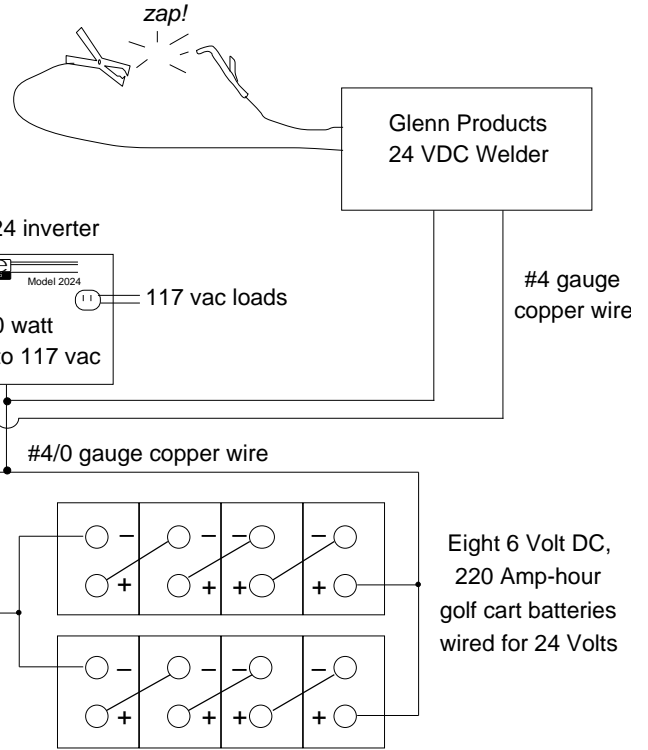 zap!
Glenn Products
24 VDC Welder
24 inverter
Model 2024
117 vac loads
#4 gauge
copper wire
watt
to 117 vac
#4/0 gauge copper wire
− − − −
+ + + +
Eight 6 Volt DC,
220 Amp-hour
golf cart batteries
wired for 24 Volts
− − − −
+ + + +